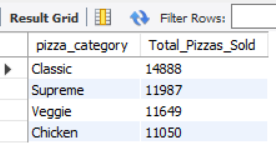 Result Grid Filter Rows:
pizza_category Total_Pizzas_Sold
Classic 14888
Supreme 11987
Veggie 11649
Chicken 11050